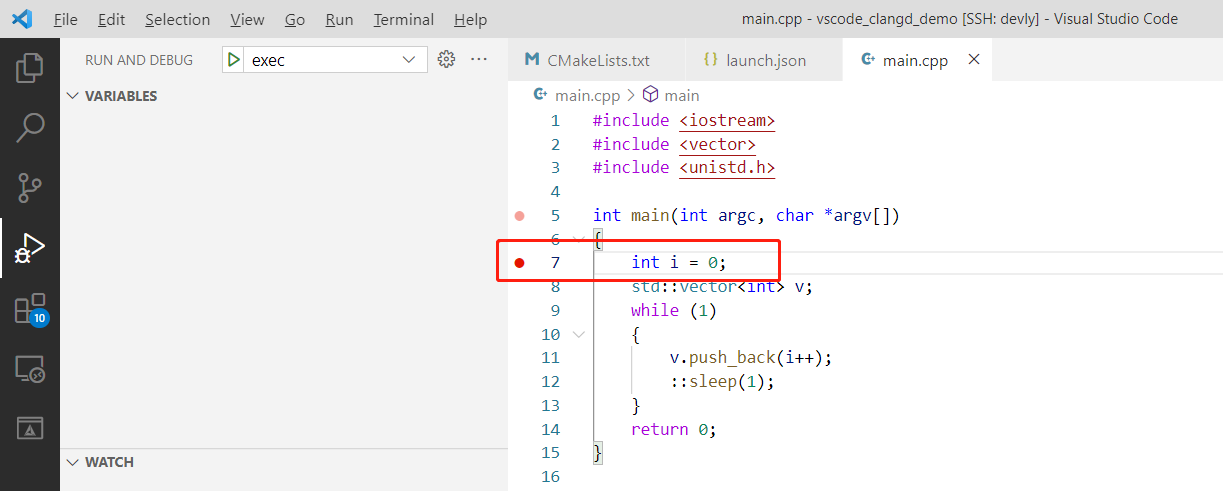 File Edit Selection View Go Run Terminal Help main.cpp - vscode_clangd_demo [SSH: devly] - Visual Studio Code
RUN AND DEBUG exec ···
VARIABLES
10
WATCH
M CMakeLists.txt {} launch.json C++ main.cpp ×
C++ main.cpp > main
1 #include <iostream>
2 #include <vector>
3 #include <unistd.h>
4
5 int main(int argc, char *argv[])
6 {
7 int i = 0;
8 std::vector<int> v;
9 while (1)
10 {
11 v.push_back(i++);
12 ::sleep(1);
13 }
14 return 0;
15 }
16